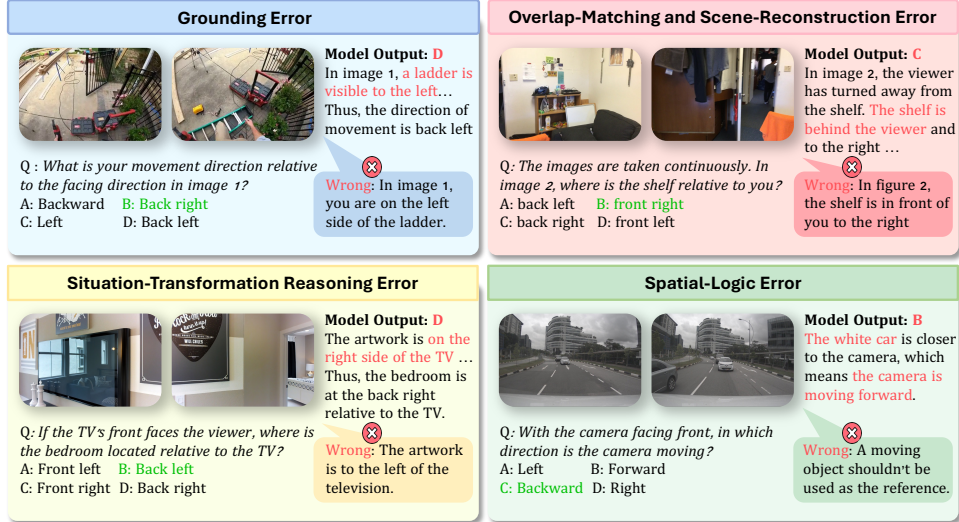 Grounding Error
Model Output: D
In image 1, a ladder is
visible to the left…
Thus, the direction of
movement is back left
Q : What is your movement direction relative
to the facing direction in image 1?
A: Backward B: Back right
C: Left D: Back left
Wrong: In image 1,
you are on the left
side of the ladder.
Overlap-Matching and Scene-Reconstruction Error
Model Output: C
In image 2, the viewer
has turned away from
the shelf. The shelf is
behind the viewer and
to the right …
Q: The images are taken continuously. In
image 2, where is the shelf relative to you?
A: back left B: front right
C: back right D: front left
Wrong: In figure 2,
the shelf is in front of
you to the right
Situation-Transformation Reasoning Error
Model Output: D
The artwork is on the
right side of the TV …
Thus, the bedroom is
at the back right
relative to the TV.
Q: If the TV's front faces the viewer, where is
the bedroom located relative to the TV?
A: Front left B: Back left
C: Front right D: Back right
Wrong: The artwork
is to the left of the
television.
Spatial-Logic Error
Model Output: B
The white car is closer
to the camera, which
means the camera is
moving forward.
Q: With the camera facing front, in which
direction is the camera moving?
A: Left B: Forward
C: Backward D: Right
Wrong: A moving
object shouldn't be
used as the reference.